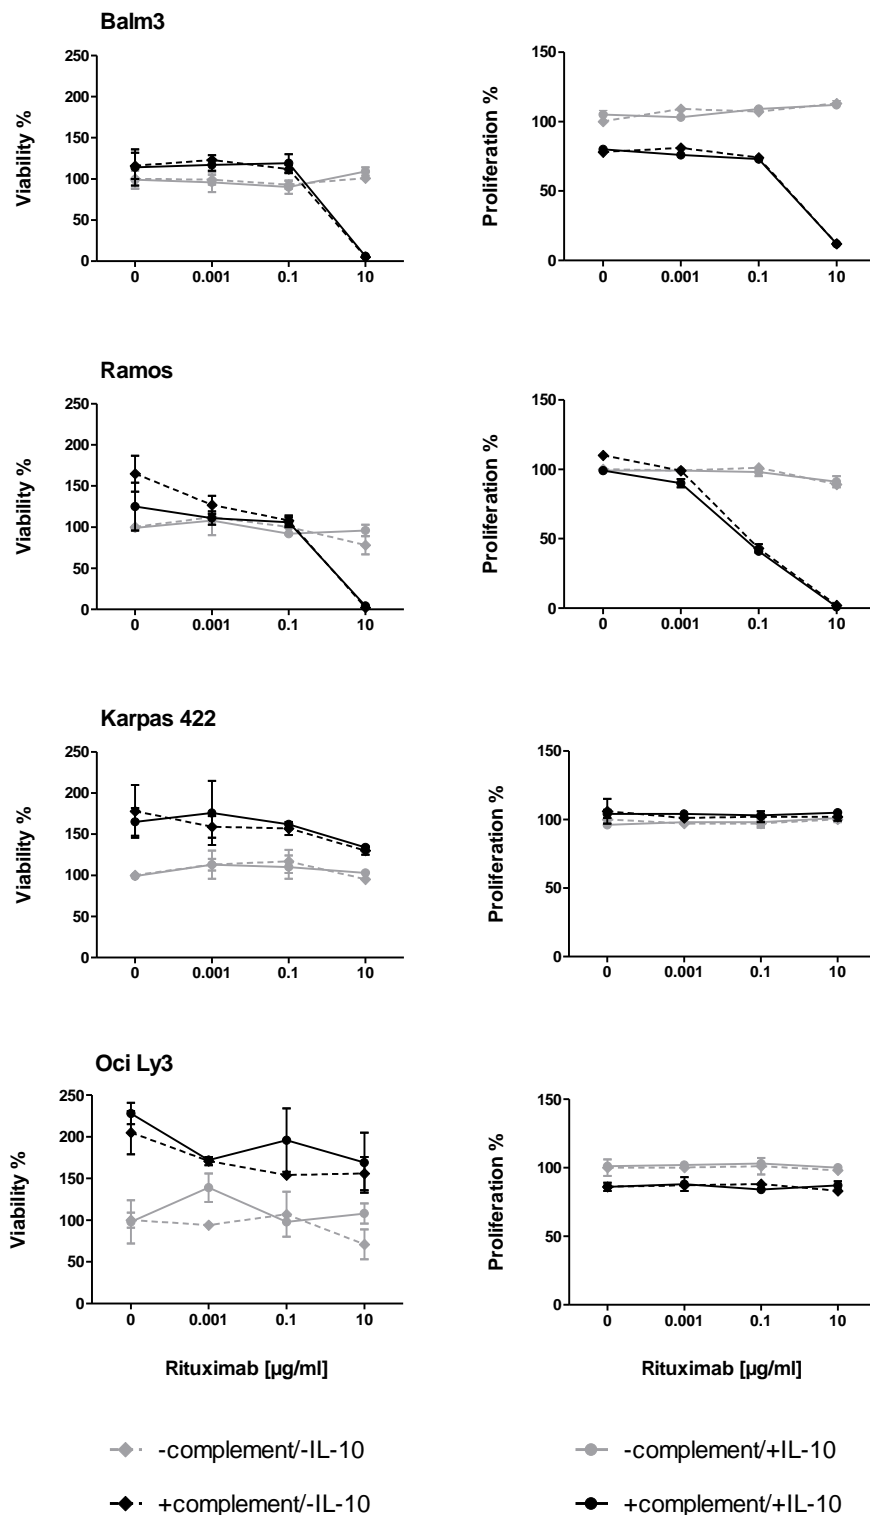 Balm3
Viability %
250
200
150
100
50
0
0 0.001 0.1 10
Proliferation %
150
100
50
0
0 0.001 0.1 10
Ramos
Viability %
250
200
150
100
50
0
0 0.001 0.1 10
Proliferation %
150
100
50
0
0 0.001 0.1 10
Karpas 422
Viability %
250
200
150
100
50
0
0 0.001 0.1 10
Proliferation %
150
100
50
0
0 0.001 0.1 10
Oci Ly3
Viability %
250
200
150
100
50
0
0 0.001 0.1 10
Rituximab [µg/ml]
Proliferation %
150
100
50
0
0 0.001 0.1 10
Rituximab [µg/ml]
-complement/-IL-10
-complement/+IL-10
+complement/-IL-10
+complement/+IL-10